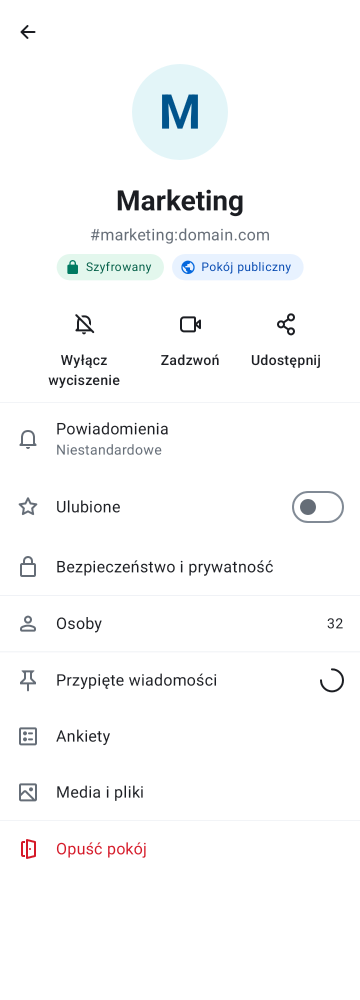 M
Marketing
#marketing:domain.com
Szyfrowany
Pokój publiczny
Wyłącz
wyciszenie
Zadzwoń
Udostępnij
Powiadomienia
Niestandardowe
Ulubione
Bezpieczeństwo i prywatność
Osoby
32
Przypięte wiadomości
Ankiety
Media i pliki
Opuść pokój